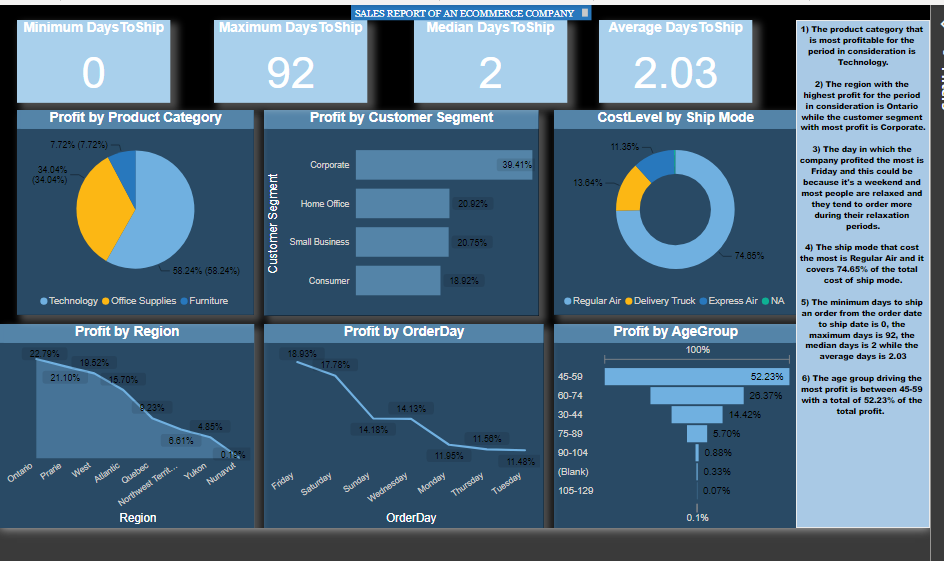 SALES REPORT OF AN ECOMMERCE COMPANY
Minimum DaysToShip
0
Maximum DaysToShip
92
Median DaysToShip
2
Average DaysToShip
2.03
Profit by Product Category
7.72% (7.72%)
34.04%
(34.04%)
58.24% (58.24%)
Technology Office Supplies Furniture
Profit by Customer Segment
Customer Segment
Corporate 39.41%
Home Office 20.92%
Small Business 20.75%
Consumer 18.92%
CostLevel by Ship Mode
11.35%
13.64%
74.65%
Regular Air Delivery Truck Express Air NA
Profit by Region
22.79%
21.10%
19.52%
16.70%
9.23%
6.61%
4.85%
0.19%
Ontario
Prarie
West
Atlantic
Quebec
Northwest Territ...
Yukon
Nunavut
Region
Profit by OrderDay
18.93%
17.78%
14.18%
14.13%
11.95%
11.56%
11.48%
Friday
Saturday
Sunday
Wednesday
Monday
Thursday
Tuesday
OrderDay
Profit by AgeGroup
100%
45-59 52.23%
60-74 26.37%
30-44 14.42%
75-89 5.70%
90-104 0.88%
(Blank) 0.33%
105-129 0.07%
0.1%
1) The product category that
is most profitable for the
period in consideration is
Technology.
2) The region with the
highest profit for the period
in consideration is Ontario
while the customer segment
with most profit is Corporate.
3) The day in which the
company profited the most is
Friday and this could be
because it's a weekend and
most people are relaxed and
they tend to order more
during their relaxation
periods.
4) The ship mode that cost
the most is Regular Air and it
covers 74.65% of the total
cost of ship mode.
5) The minimum days to ship
an order from the order date
to ship date is 0, the
maximum days is 92, the
median days is 2 while the
average days is 2.03
6) The age group driving the
most profit is between 45-59
with a total of 52.23% of the
total profit.